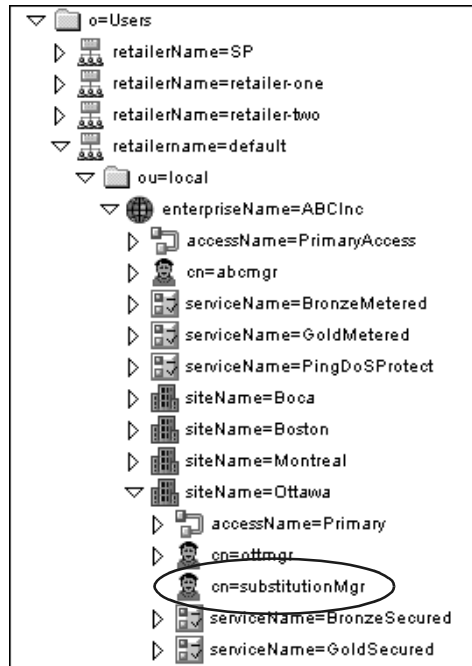 o=Users
retailerName=SP
retailerName=retailer-one
retailerName=retailer-two
retailername=default
ou=local
enterpriseName=ABCInc
accessName=PrimaryAccess
cn=abcmgr
serviceName=BronzeMetered
serviceName=GoldMetered
serviceName=PingDoSProtect
siteName=Boca
siteName=Boston
siteName=Montreal
siteName=Ottawa
accessName=Primary
cn=ottmgr
cn=substitutionMgr
serviceName=BronzeSecured
serviceName=GoldSecured